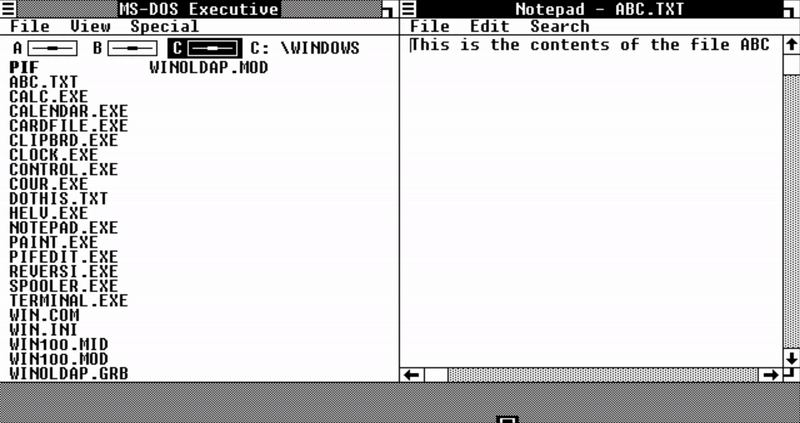 MS-DOS Executive
File View Special
A B C C: \WINDOWS
PIF WINOLDAP.MOD
ABC.TXT
CALC.EXE
CALENDAR.EXE
CARDFILE.EXE
CLIPBRD.EXE
CLOCK.EXE
CONTROL.EXE
COUR.EXE
DOTHIS.TXT
HELV.EXE
NOTEPAD.EXE
PAINT.EXE
PIFEDIT.EXE
REVERSI.EXE
SPOOLER.EXE
TERMINAL.EXE
WIN.COM
WIN.INI
WIN100.MID
WIN100.MOD
WINOLDAP.GRB
Notepad - ABC.TXT
File Edit Search
This is the contents of the file ABC